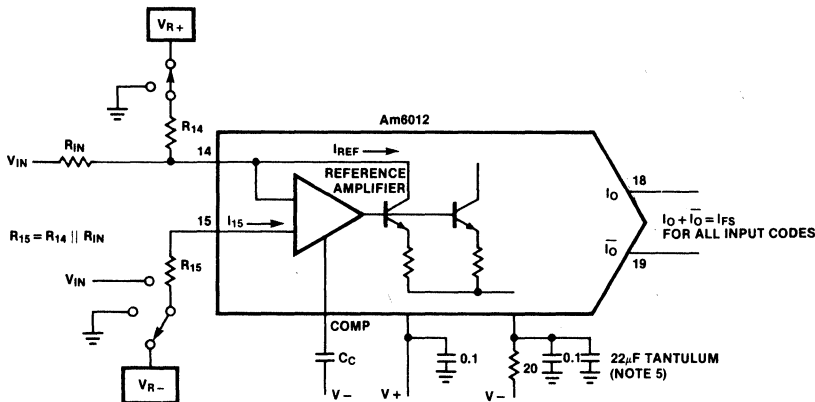 VR+
Am6012
RIN
R14
VIN
14
IREF
REFERENCE
AMPLIFIER
18
IO
15
I15
IO + IO = IFS
FOR ALL INPUT CODES
R15 = R14 || RIN
R15
IO
19
VIN
COMP
CC
0.1
20
0.1
22µF TANTULUM
(NOTE 5)
VR−
V−
V+
V−